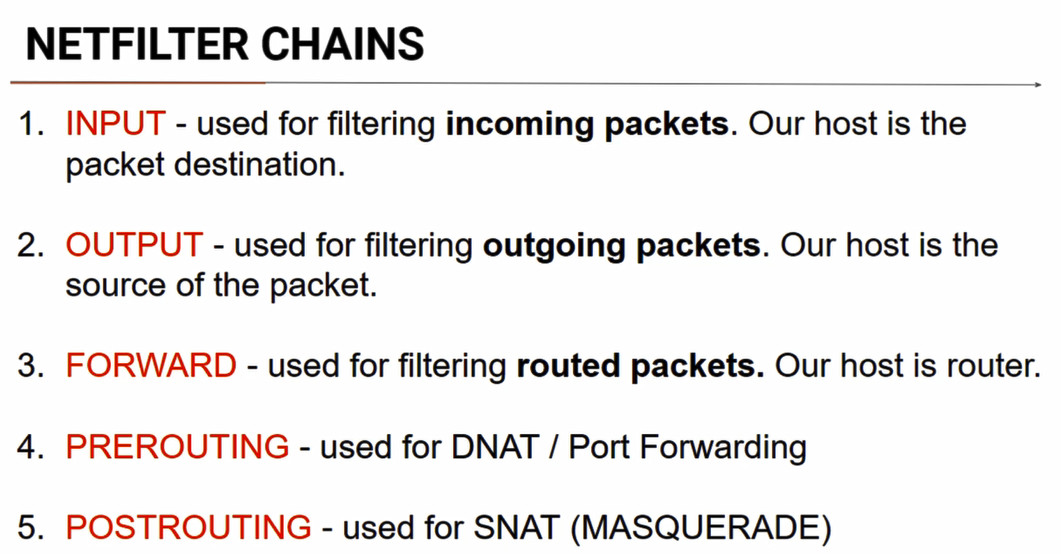 NETFILTER CHAINS
1. INPUT - used for filtering incoming packets. Our host is the
packet destination.
2. OUTPUT - used for filtering outgoing packets. Our host is the
source of the packet.
3. FORWARD - used for filtering routed packets. Our host is router.
4. PREROUTING - used for DNAT / Port Forwarding
5. POSTROUTING - used for SNAT (MASQUERADE)